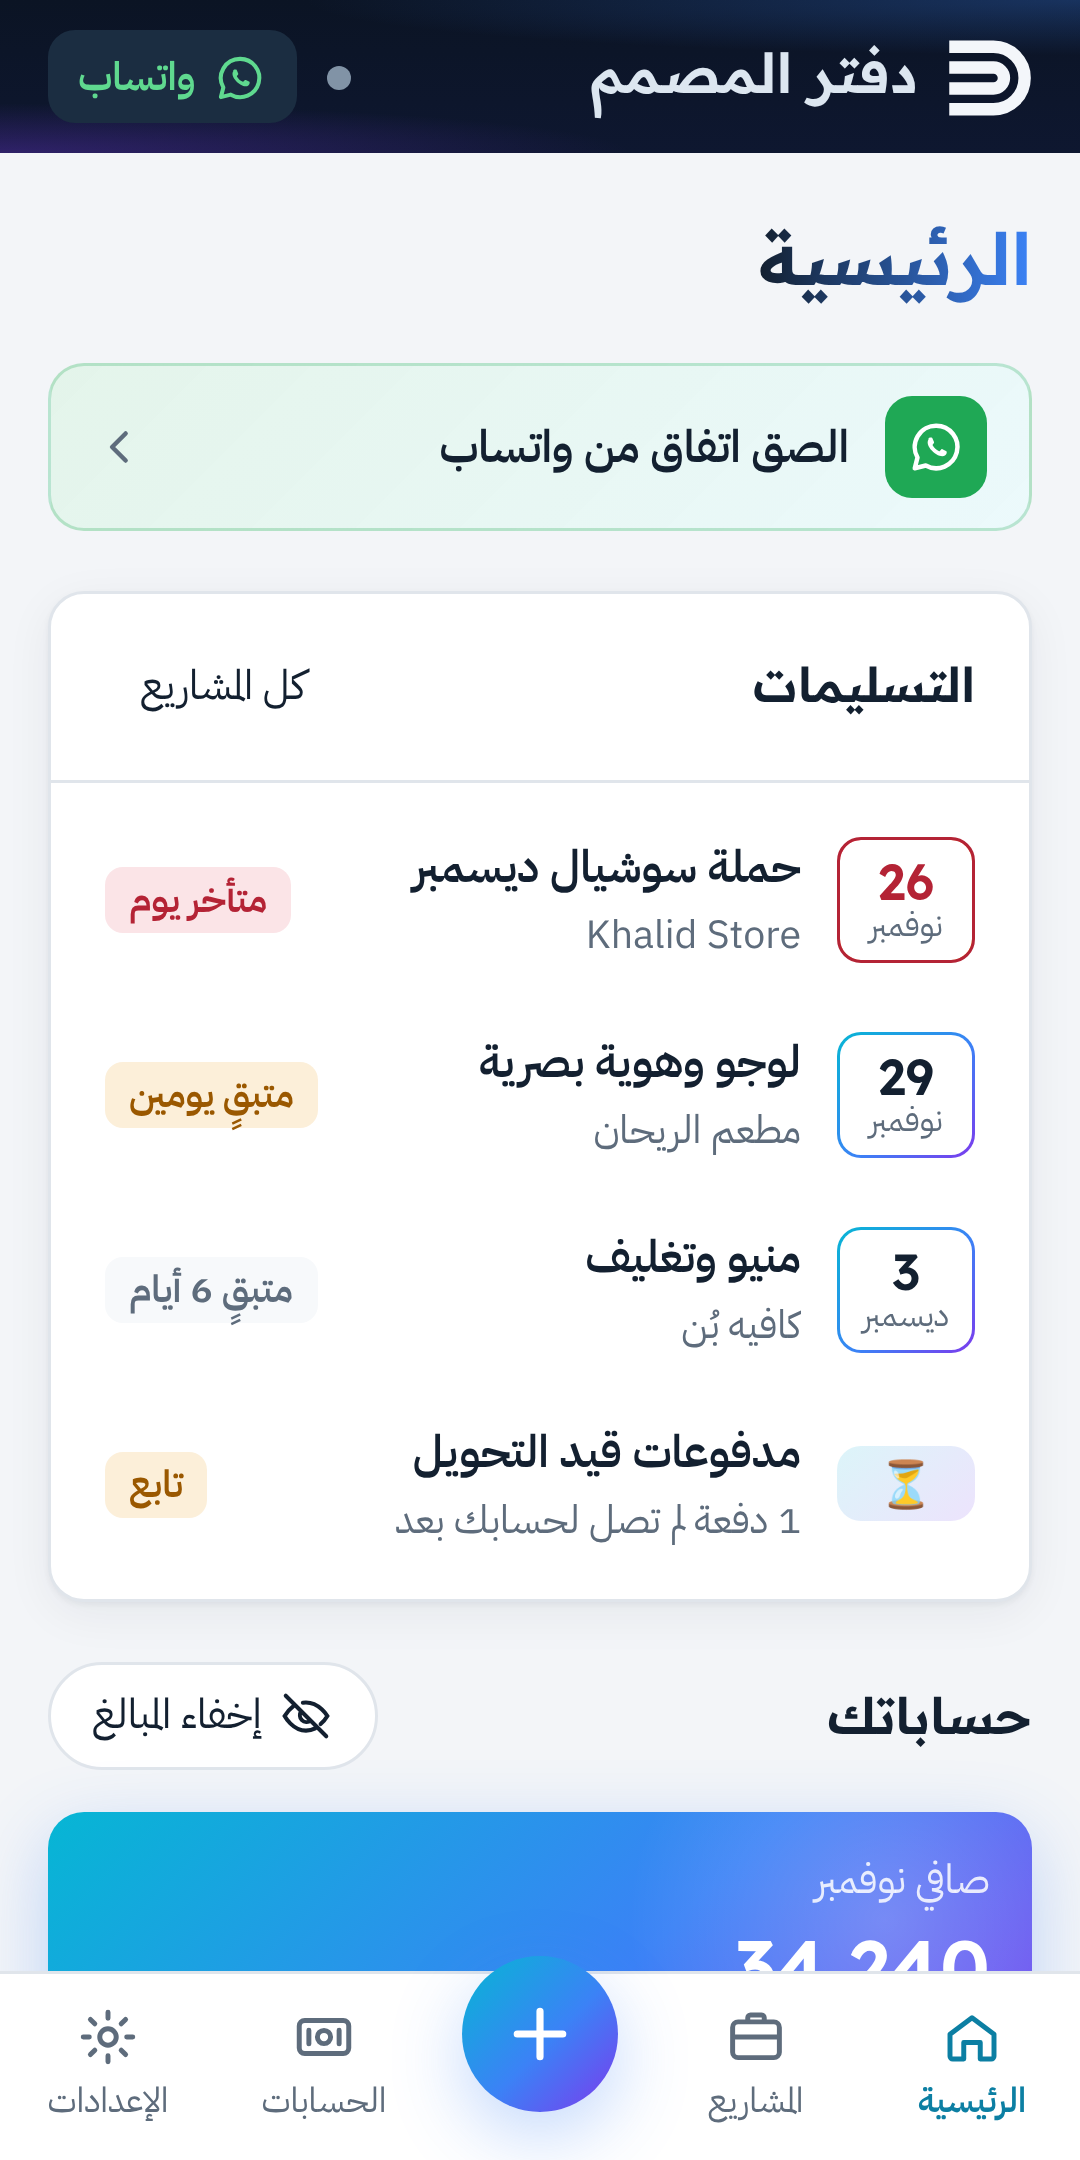 دفتر المصمم
واتساب
الرئيسية
الصق اتفاق من واتساب
التسليمات
كل المشاريع
26
نوفمبر
حملة سوشيال ديسمبر
Khalid Store
متأخر يوم
29
نوفمبر
لوجو وهوية بصرية
مطعم الريحان
متبقٍ يومين
3
ديسمبر
منيو وتغليف
كافيه بُن
متبقٍ 6 أيام
⏳
مدفوعات قيد التحويل
1 دفعة لم تصل لحسابك بعد
تابع
حساباتك
إخفاء المبالغ
صافي نوفمبر
34,240
الرئيسية
المشاريع
الحسابات
الإعدادات